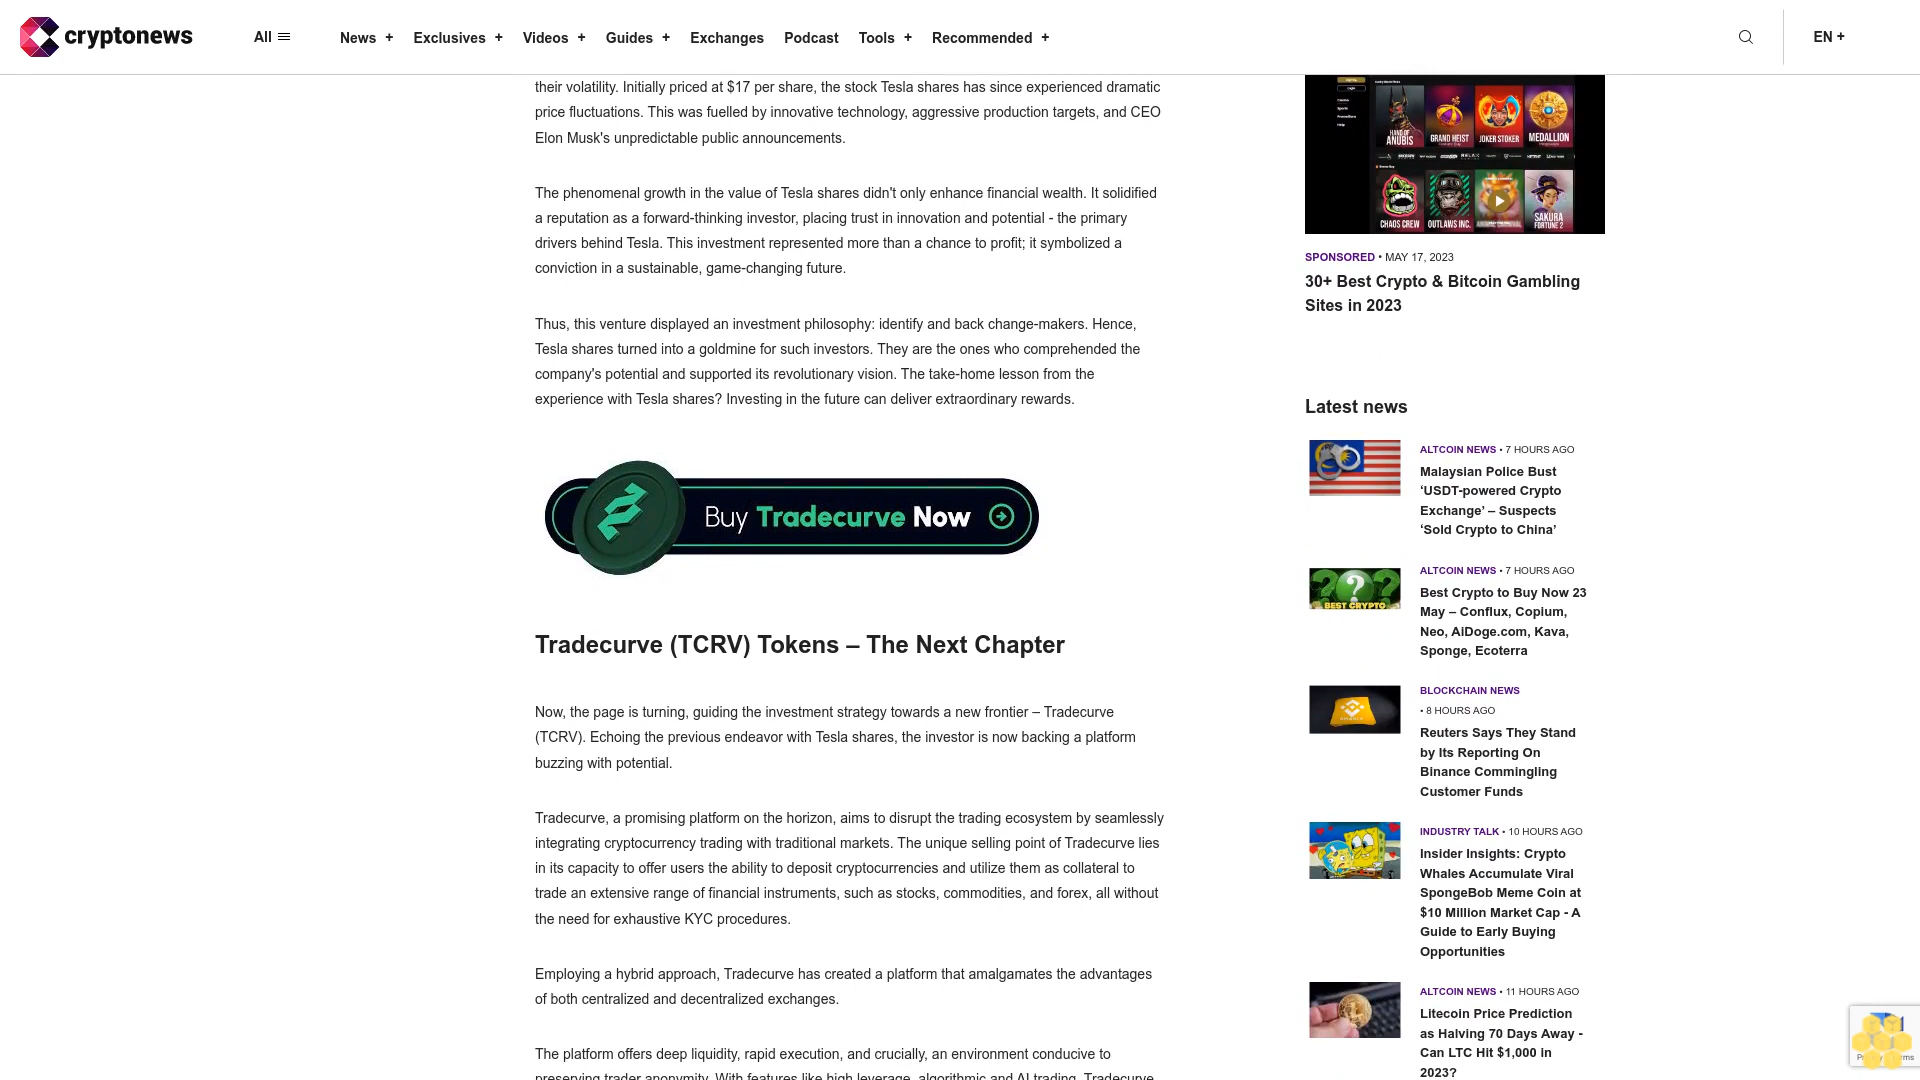 cryptonews
All
News +
Exclusives +
Videos +
Guides +
Exchanges
Podcast
Tools +
Recommended +
EN +
their volatility. Initially priced at $17 per share, the stock Tesla shares has since experienced dramatic
price fluctuations. This was fuelled by innovative technology, aggressive production targets, and CEO
Elon Musk's unpredictable public announcements.
The phenomenal growth in the value of Tesla shares didn't only enhance financial wealth. It solidified
a reputation as a forward-thinking investor, placing trust in innovation and potential - the primary
drivers behind Tesla. This investment represented more than a chance to profit; it symbolized a
conviction in a sustainable, game-changing future.
Thus, this venture displayed an investment philosophy: identify and back change-makers. Hence,
Tesla shares turned into a goldmine for such investors. They are the ones who comprehended the
company's potential and supported its revolutionary vision. The take-home lesson from the
experience with Tesla shares? Investing in the future can deliver extraordinary rewards.
Buy Tradecurve Now
Tradecurve (TCRV) Tokens – The Next Chapter
Now, the page is turning, guiding the investment strategy towards a new frontier – Tradecurve
(TCRV). Echoing the previous endeavor with Tesla shares, the investor is now backing a platform
buzzing with potential.
Tradecurve, a promising platform on the horizon, aims to disrupt the trading ecosystem by seamlessly
integrating cryptocurrency trading with traditional markets. The unique selling point of Tradecurve lies
in its capacity to offer users the ability to deposit cryptocurrencies and utilize them as collateral to
trade an extensive range of financial instruments, such as stocks, commodities, and forex, all without
the need for exhaustive KYC procedures.
Employing a hybrid approach, Tradecurve has created a platform that amalgamates the advantages
of both centralized and decentralized exchanges.
The platform offers deep liquidity, rapid execution, and crucially, an environment conducive to
preserving trader anonymity. With features like high leverage, algorithmic and AI trading, Tradecurve
HAND OF
ANUBIS
GRAND HEIST
JOKER STOKER
MEDALLION
CHAOS CREW
OUTLAWS INC.
SAKURA
FORTUNE 2
SPONSORED • MAY 17, 2023
30+ Best Crypto & Bitcoin Gambling
Sites in 2023
Latest news
ALTCOIN NEWS • 7 HOURS AGO
Malaysian Police Bust
‘USDT-powered Crypto
Exchange’ – Suspects
‘Sold Crypto to China’
BEST CRYPTO
ALTCOIN NEWS • 7 HOURS AGO
Best Crypto to Buy Now 23
May – Conflux, Copium,
Neo, AiDoge.com, Kava,
Sponge, Ecoterra
BLOCKCHAIN NEWS
• 8 HOURS AGO
Reuters Says They Stand
by Its Reporting On
Binance Commingling
Customer Funds
INDUSTRY TALK • 10 HOURS AGO
Insider Insights: Crypto
Whales Accumulate Viral
SpongeBob Meme Coin at
$10 Million Market Cap - A
Guide to Early Buying
Opportunities
ALTCOIN NEWS • 11 HOURS AGO
Litecoin Price Prediction
as Halving 70 Days Away -
Can LTC Hit $1,000 in
2023?